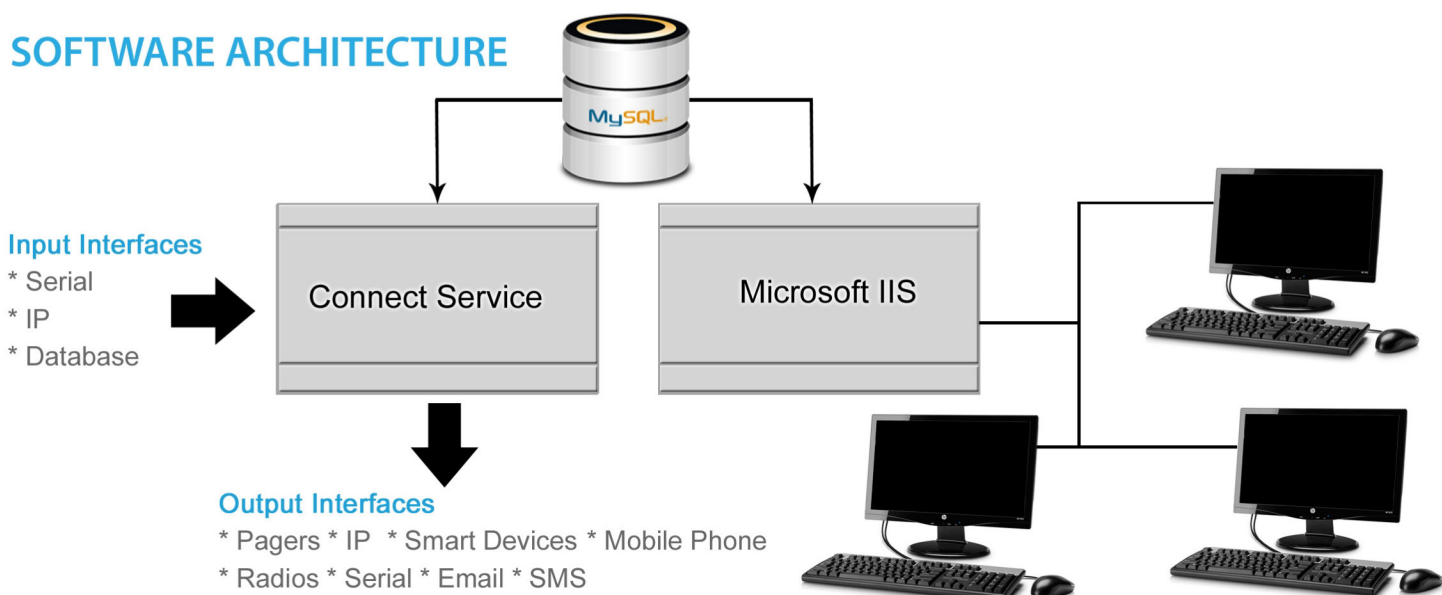 SOFTWARE ARCHITECTURE
MySQL
Input Interfaces
* Serial
* IP
* Database
Connect Service
Microsoft IIS
Output Interfaces
* Pagers * IP * Smart Devices * Mobile Phone
* Radios * Serial * Email * SMS